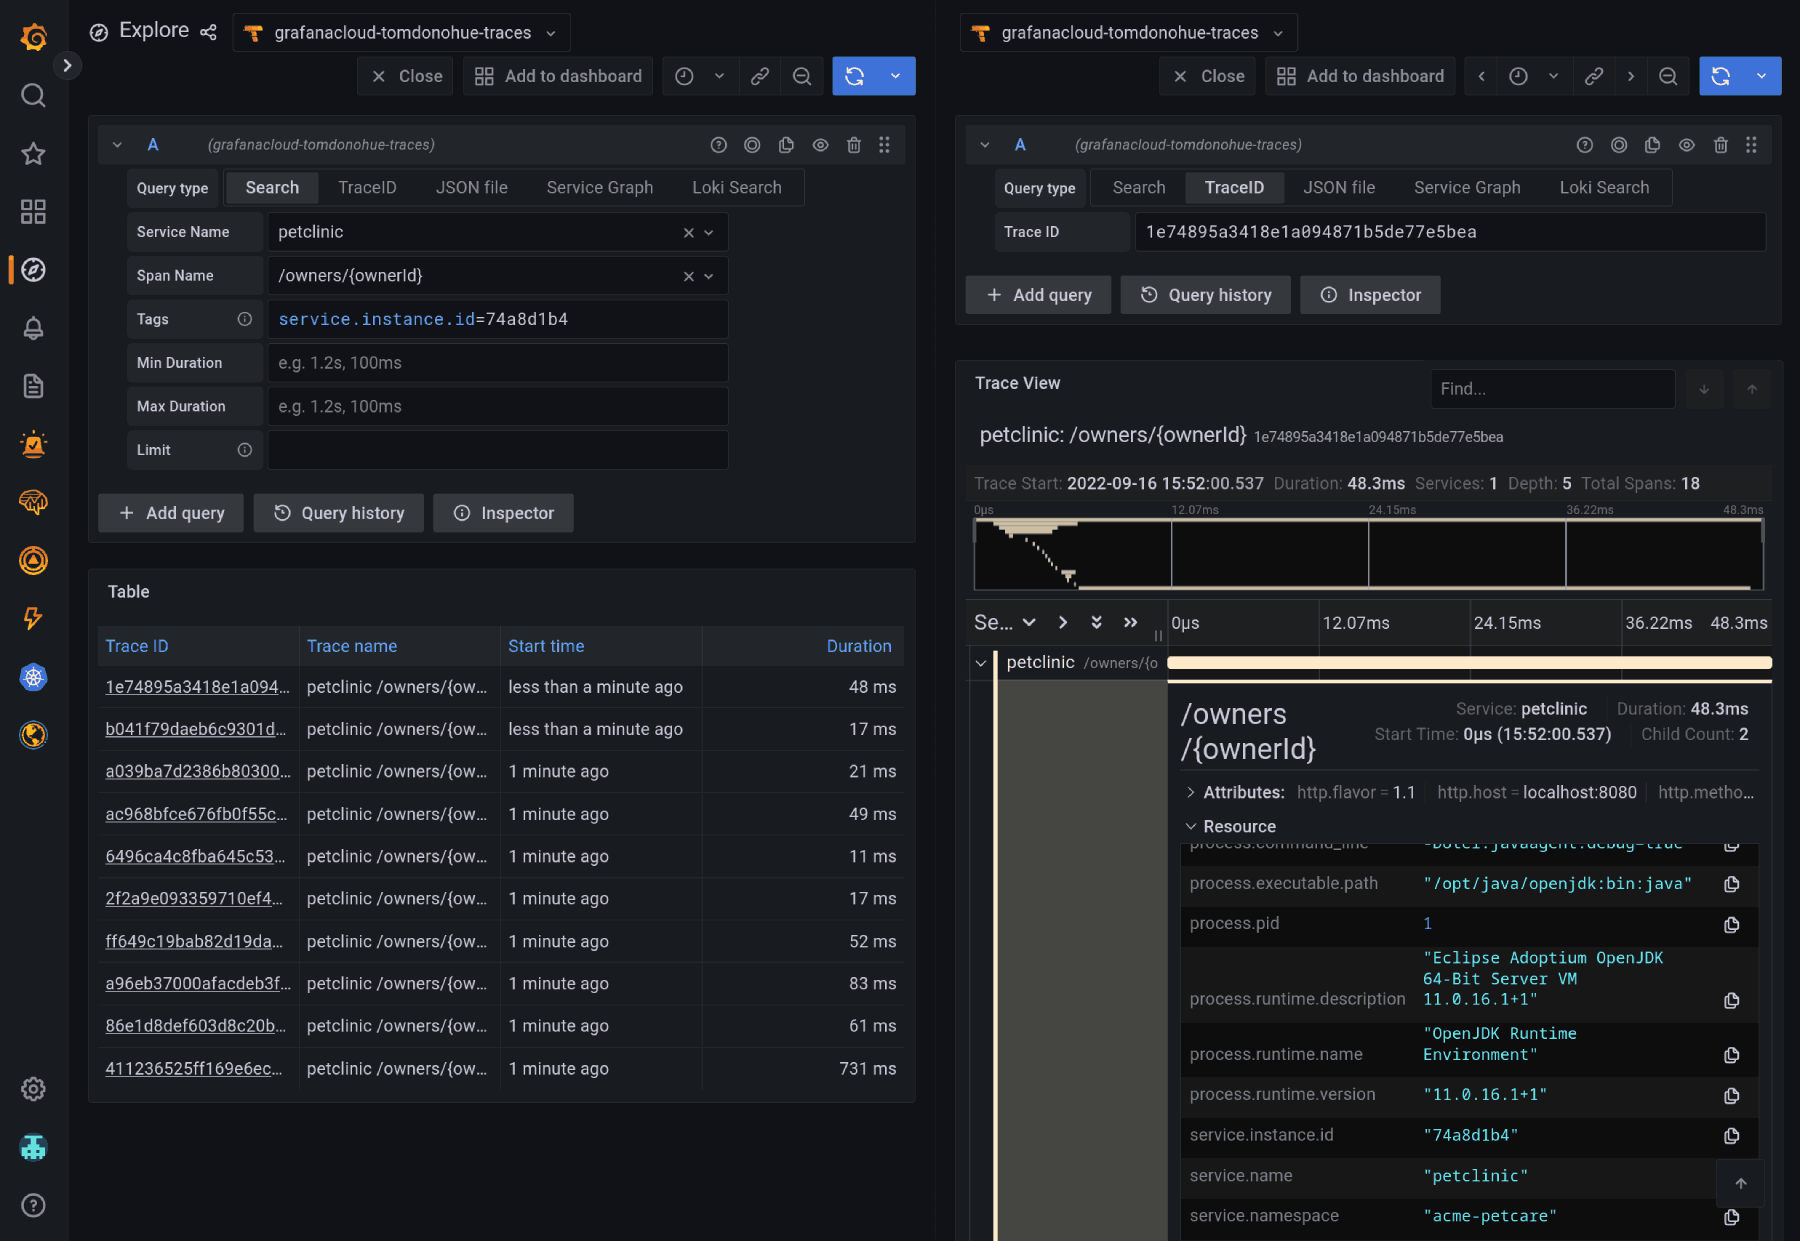 Explore
grafanacloud-tomdonohue-traces
Close
Add to dashboard
A
(grafanacloud-tomdonohue-traces)
Query type
Search
TraceID
JSON file
Service Graph
Loki Search
Service Name
petclinic
Span Name
/owners/{ownerId}
Tags
service.instance.id=74a8d1b4
Min Duration
e.g. 1.2s, 100ms
Max Duration
e.g. 1.2s, 100ms
Limit
Add query
Query history
Inspector
Table
Trace ID Trace name Start time Duration
1e74895a3418e1a094... petclinic /owners/{ow... less than a minute ago 48 ms
b041f79daeb6c9301d... petclinic /owners/{ow... less than a minute ago 17 ms
a039ba7d2386b80300... petclinic /owners/{ow... 1 minute ago 21 ms
ac968bfce676fb0f55c... petclinic /owners/{ow... 1 minute ago 49 ms
6496ca4c8fba645c53... petclinic /owners/{ow... 1 minute ago 11 ms
2f2a9e093359710ef4... petclinic /owners/{ow... 1 minute ago 17 ms
ff649c19bab82d19da... petclinic /owners/{ow... 1 minute ago 52 ms
a96eb37000afacdeb3f... petclinic /owners/{ow... 1 minute ago 83 ms
86e1d8def603d8c20b... petclinic /owners/{ow... 1 minute ago 61 ms
411236525ff169e6ec... petclinic /owners/{ow... 1 minute ago 731 ms
grafanacloud-tomdonohue-traces
Close
Add to dashboard
A
(grafanacloud-tomdonohue-traces)
Query type
Search
TraceID
JSON file
Service Graph
Loki Search
Trace ID
1e74895a3418e1a094871b5de77e5bea
Add query
Query history
Inspector
Trace View
Find...
petclinic: /owners/{ownerId} 1e74895a3418e1a094871b5de77e5bea
Trace Start: 2022-09-16 15:52:00.537 Duration: 48.3ms Services: 1 Depth: 5 Total Spans: 18
0μs 12.07ms 24.15ms 36.22ms 48.3ms
Se... 0μs 12.07ms 24.15ms 36.22ms 48.3ms
petclinic /owners/{o
/owners
/{ownerId}
Service: petclinic Duration: 48.3ms
Start Time: 0μs (15:52:00.537) Child Count: 2
Attributes: http.flavor = 1.1 http.host = localhost:8080 http.metho...
Resource
process.command_line "-Dotel.javaagent.debug=true
process.executable.path "/opt/java/openjdk:bin:java"
process.pid 1
process.runtime.description "Eclipse Adoptium OpenJDK
64-Bit Server VM
11.0.16.1+1"
process.runtime.name "OpenJDK Runtime
Environment"
process.runtime.version "11.0.16.1+1"
service.instance.id "74a8d1b4"
service.name "petclinic"
service.namespace "acme-petcare"